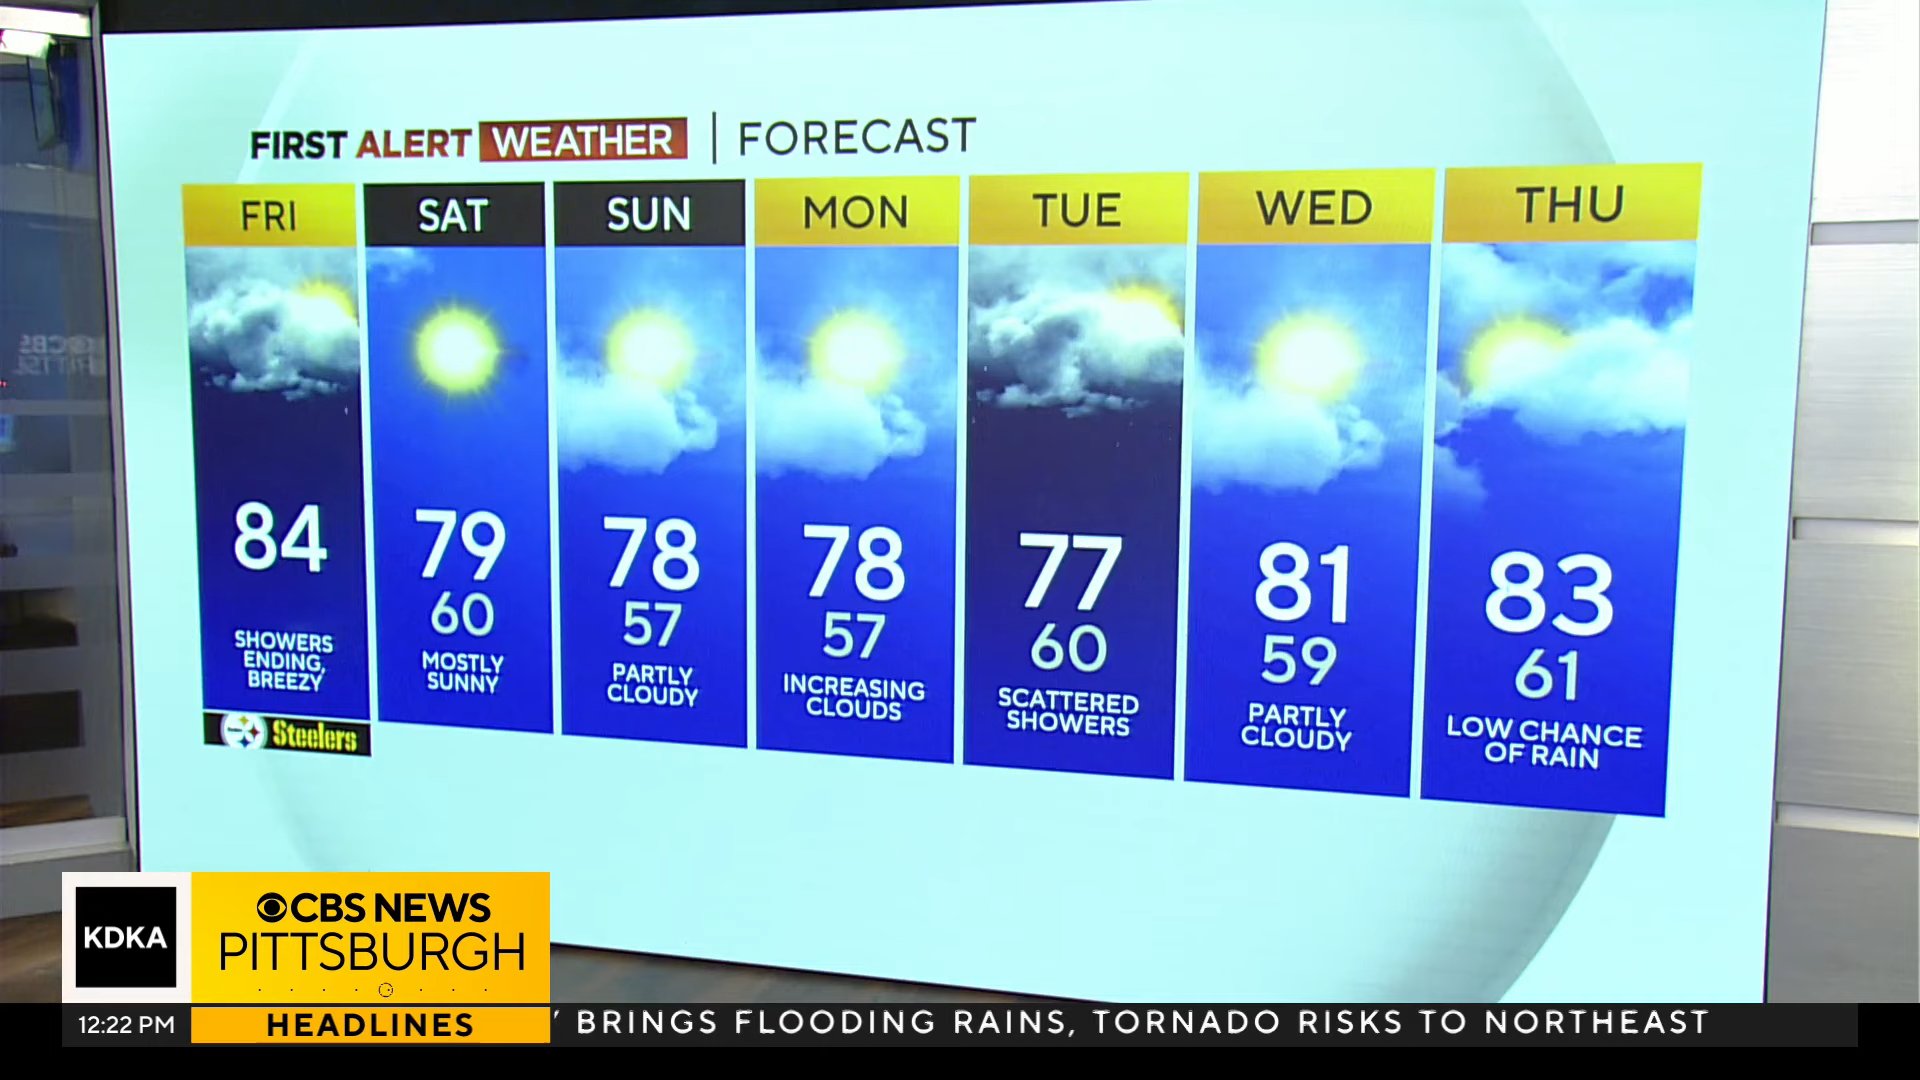 FIRST ALERT WEATHER | FORECAST
FRI
84
SHOWERS
ENDING,
BREEZY
Steelers
SAT
79
60
MOSTLY
SUNNY
SUN
78
57
PARTLY
CLOUDY
MON
78
57
INCREASING
CLOUDS
TUE
77
60
SCATTERED
SHOWERS
WED
81
59
PARTLY
CLOUDY
THU
83
61
LOW CHANCE
OF RAIN
KDKA
CBS NEWS
PITTSBURGH
12:22 PM
HEADLINES
' BRINGS FLOODING RAINS, TORNADO RISKS TO NORTHEAST